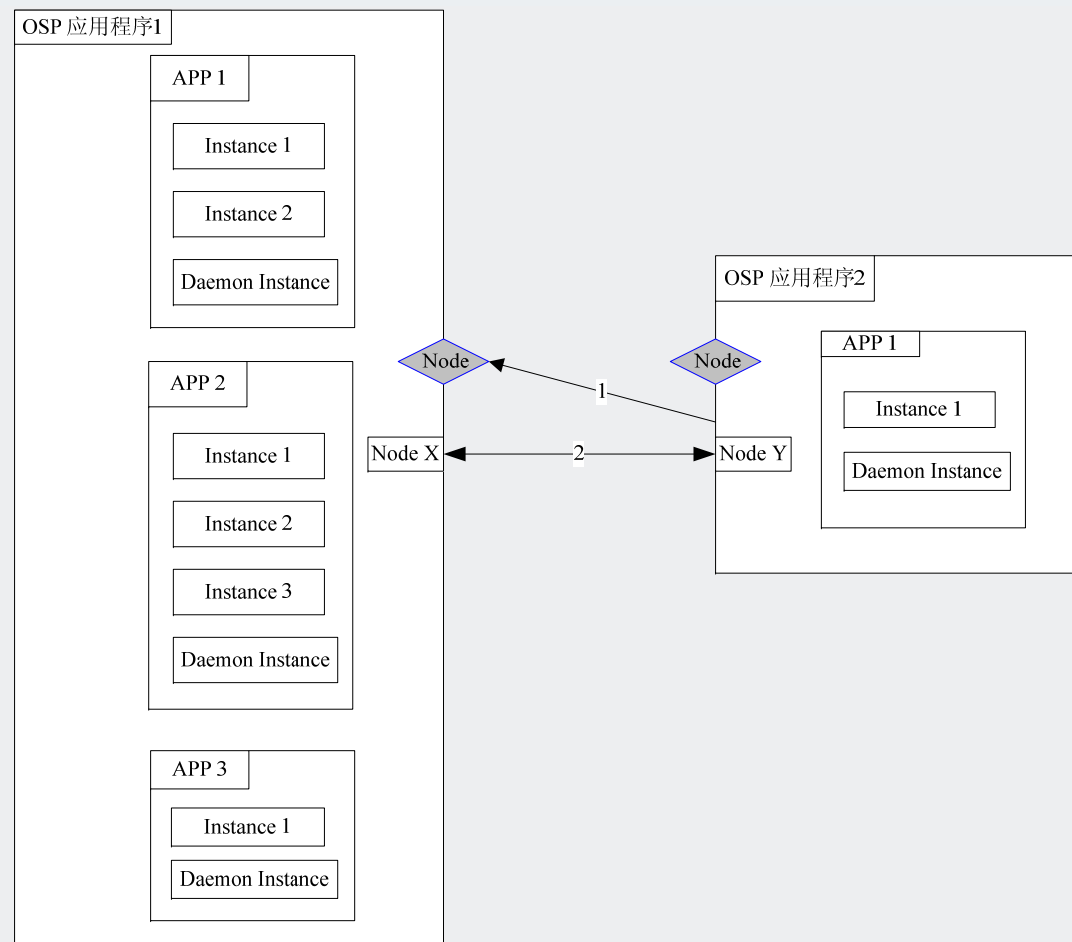 OSP 应用程序1
APP 1
Instance 1
Instance 2
Daemon Instance
Node
APP 2
Instance 1
Node X
Instance 2
Instance 3
Daemon Instance
APP 3
Instance 1
Daemon Instance
1
2
OSP 应用程序2
Node
APP 1
Instance 1
Node Y
Daemon Instance